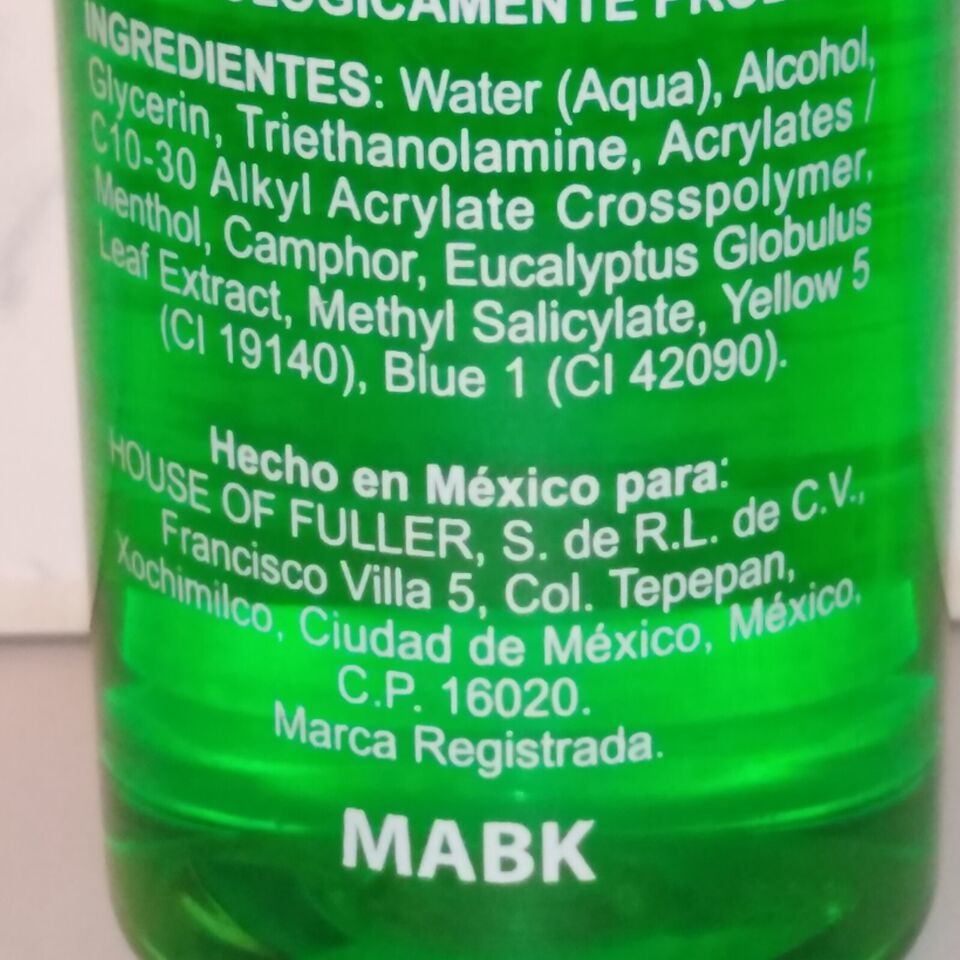 INGREDIENTES: Water (Aqua), Alcohol,
Glycerin, Triethanolamine, Acrylates /
C10-30 Alkyl Acrylate Crosspolymer,
Menthol, Camphor, Eucalyptus Globulus
Leaf Extract, Methyl Salicylate, Yellow 5
(CI 19140), Blue 1 (CI 42090).
Hecho en México para:
HOUSE OF FULLER, S. de R.L. de C.V.,
Francisco Villa 5, Col. Tepepan,
Xochimilco, Ciudad de México, México,
C.P. 16020.
Marca Registrada.
MABK